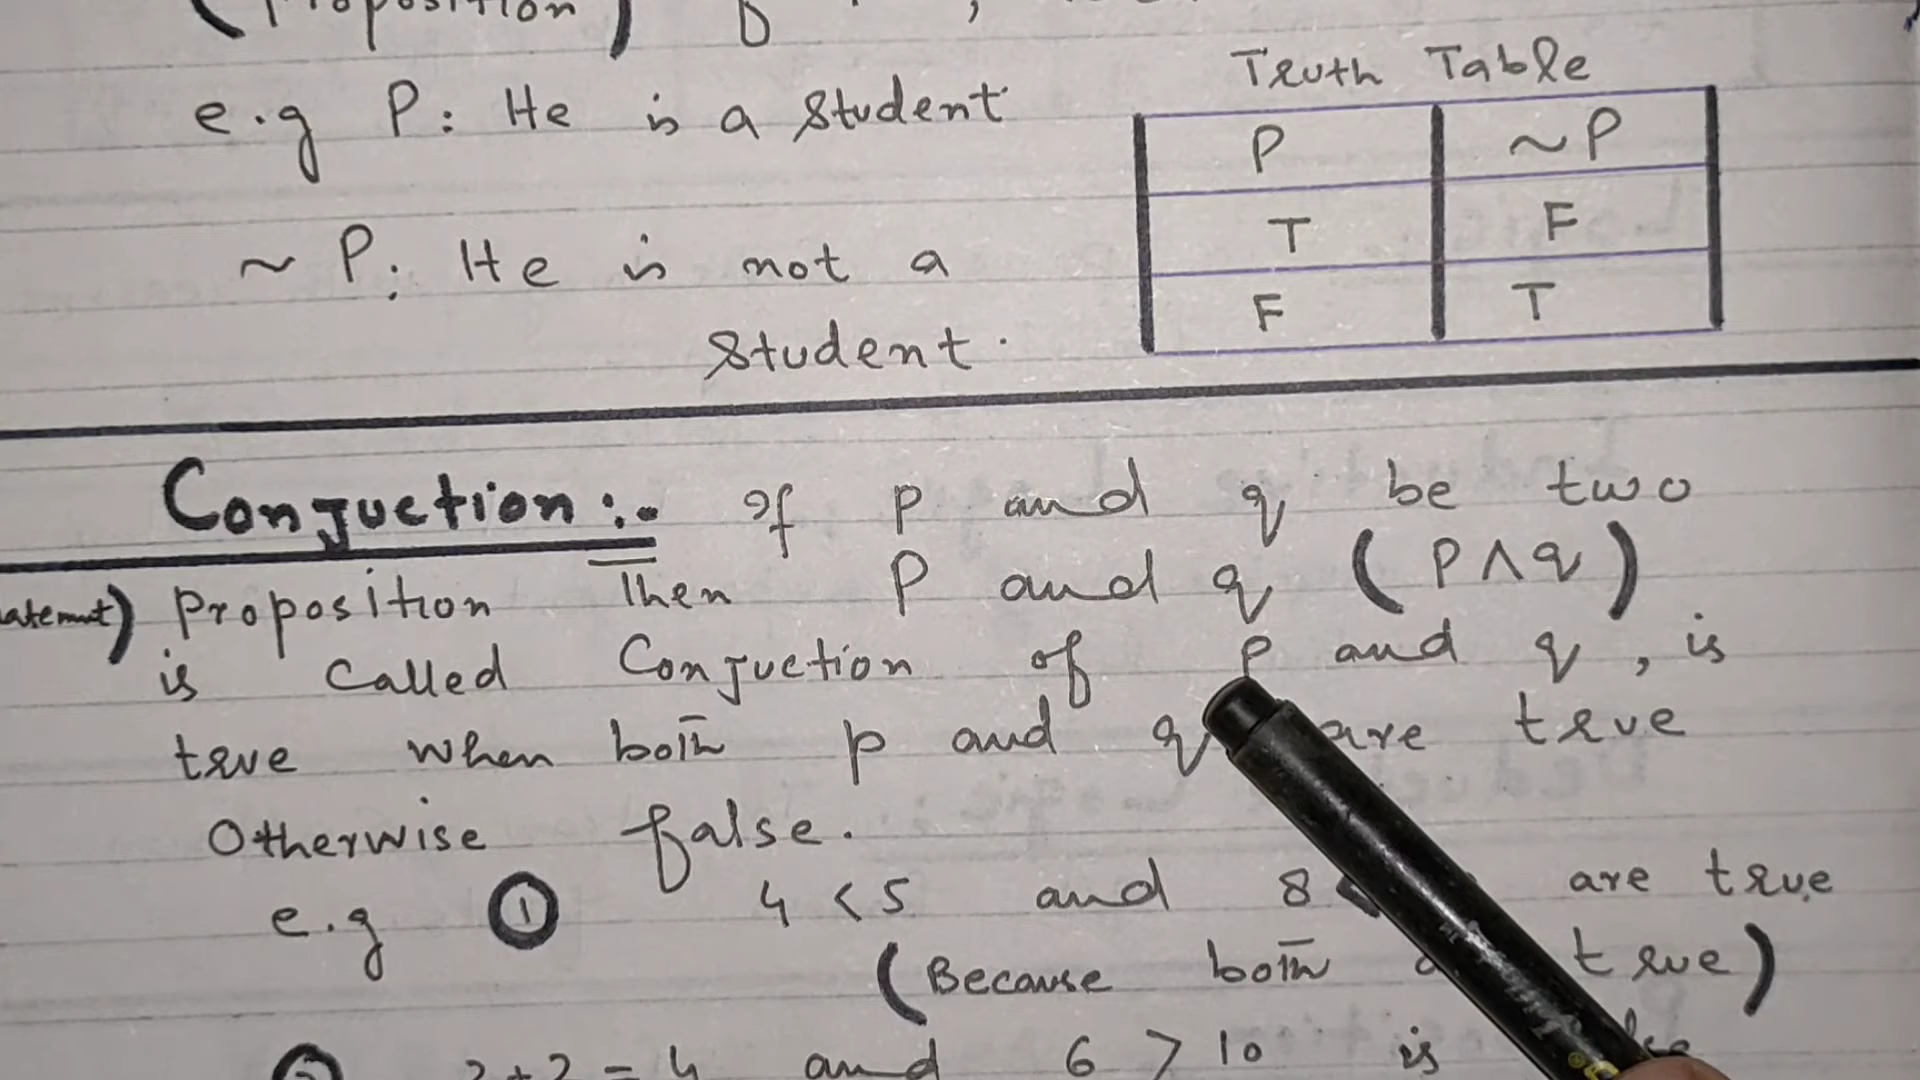 (Proposition)
e.g P: He is a Student
~ P: He is not a
Student.
Truth Table
P ~P
T F
F T
Conjuction :- If p and q be two
Proposition Then P and q (P∧q)
is Called Conjuction of P and q, is
true when both p and q are true
Otherwise false.
e.g ① 4 < 5 and 8 < are true
(Because both true)
2+2 = 4 and 6 > 10 is